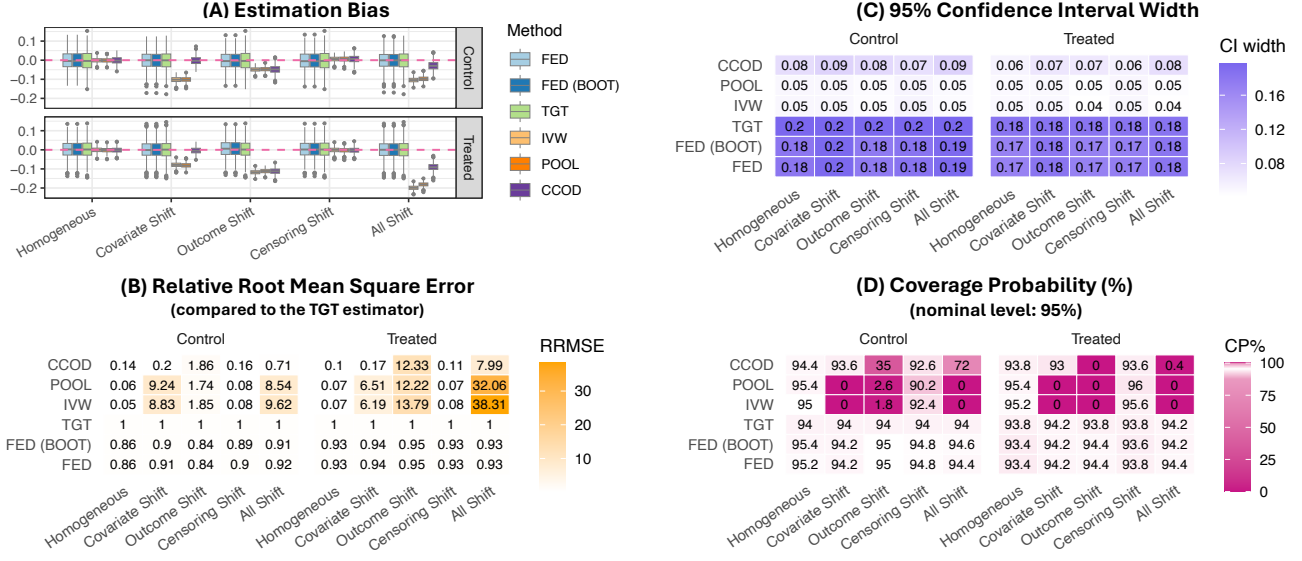 (A) Estimation Bias
0.1
0.0
−0.1
−0.2
Control
0.1
0.0
−0.1
−0.2
Treated
Homogeneous
Covariate Shift
Outcome Shift
Censoring Shift
All Shift
Method
FED
FED (BOOT)
TGT
IVW
POOL
CCOD
(C) 95% Confidence Interval Width
Control Treated
CCOD 0.08 0.09 0.08 0.07 0.09 0.06 0.07 0.07 0.06 0.08
POOL 0.05 0.05 0.05 0.05 0.05 0.05 0.05 0.05 0.05 0.05
IVW 0.05 0.05 0.05 0.05 0.05 0.05 0.05 0.04 0.05 0.04
TGT 0.2 0.2 0.2 0.2 0.2 0.18 0.18 0.18 0.18 0.18
FED (BOOT) 0.18 0.2 0.18 0.18 0.19 0.17 0.18 0.17 0.17 0.18
FED 0.18 0.2 0.18 0.18 0.19 0.17 0.18 0.17 0.17 0.18
Homogeneous
Covariate Shift
Outcome Shift
Censoring Shift
All Shift
Homogeneous
Covariate Shift
Outcome Shift
Censoring Shift
All Shift
CI width
0.16
0.12
0.08
(B) Relative Root Mean Square Error
(compared to the TGT estimator)
Control Treated
CCOD 0.14 0.2 1.86 0.16 0.71 0.1 0.17 12.33 0.11 7.99
POOL 0.06 9.24 1.74 0.08 8.54 0.07 6.51 12.22 0.07 32.06
IVW 0.05 8.83 1.85 0.08 9.62 0.07 6.19 13.79 0.08 38.31
TGT 1 1 1 1 1 1 1 1 1 1
FED (BOOT) 0.86 0.9 0.84 0.89 0.91 0.93 0.94 0.95 0.93 0.93
FED 0.86 0.91 0.84 0.9 0.92 0.93 0.94 0.95 0.93 0.93
Homogeneous
Covariate Shift
Outcome Shift
Censoring Shift
All Shift
Homogeneous
Covariate Shift
Outcome Shift
Censoring Shift
All Shift
RRMSE
30
20
10
(D) Coverage Probability (%)
(nominal level: 95%)
Control Treated
CCOD 94.4 93.6 35 92.6 72 93.8 93 0 93.6 0.4
POOL 95.4 0 2.6 90.2 0 95.4 0 0 96 0
IVW 95 0 1.8 92.4 0 95.2 0 0 95.6 0
TGT 94 94 94 94 94 93.8 94.2 93.8 93.8 94.2
FED (BOOT) 95.4 94.2 95 94.8 94.6 93.4 94.2 94.4 93.6 94.2
FED 95.2 94.2 95 94.8 94.4 93.4 94.2 94.4 93.8 94.4
Homogeneous
Covariate Shift
Outcome Shift
Censoring Shift
All Shift
Homogeneous
Covariate Shift
Outcome Shift
Censoring Shift
All Shift
CP%
100
75
50
25
0